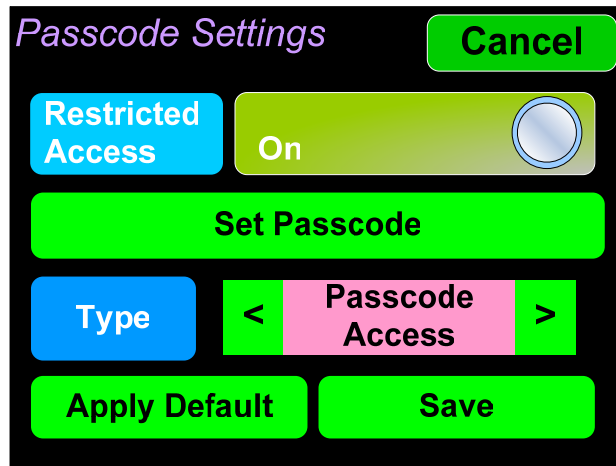 Passcode Settings
Cancel
Restricted
Access
On
Set Passcode
Type
<
Passcode
Access
>
Apply Default
Save